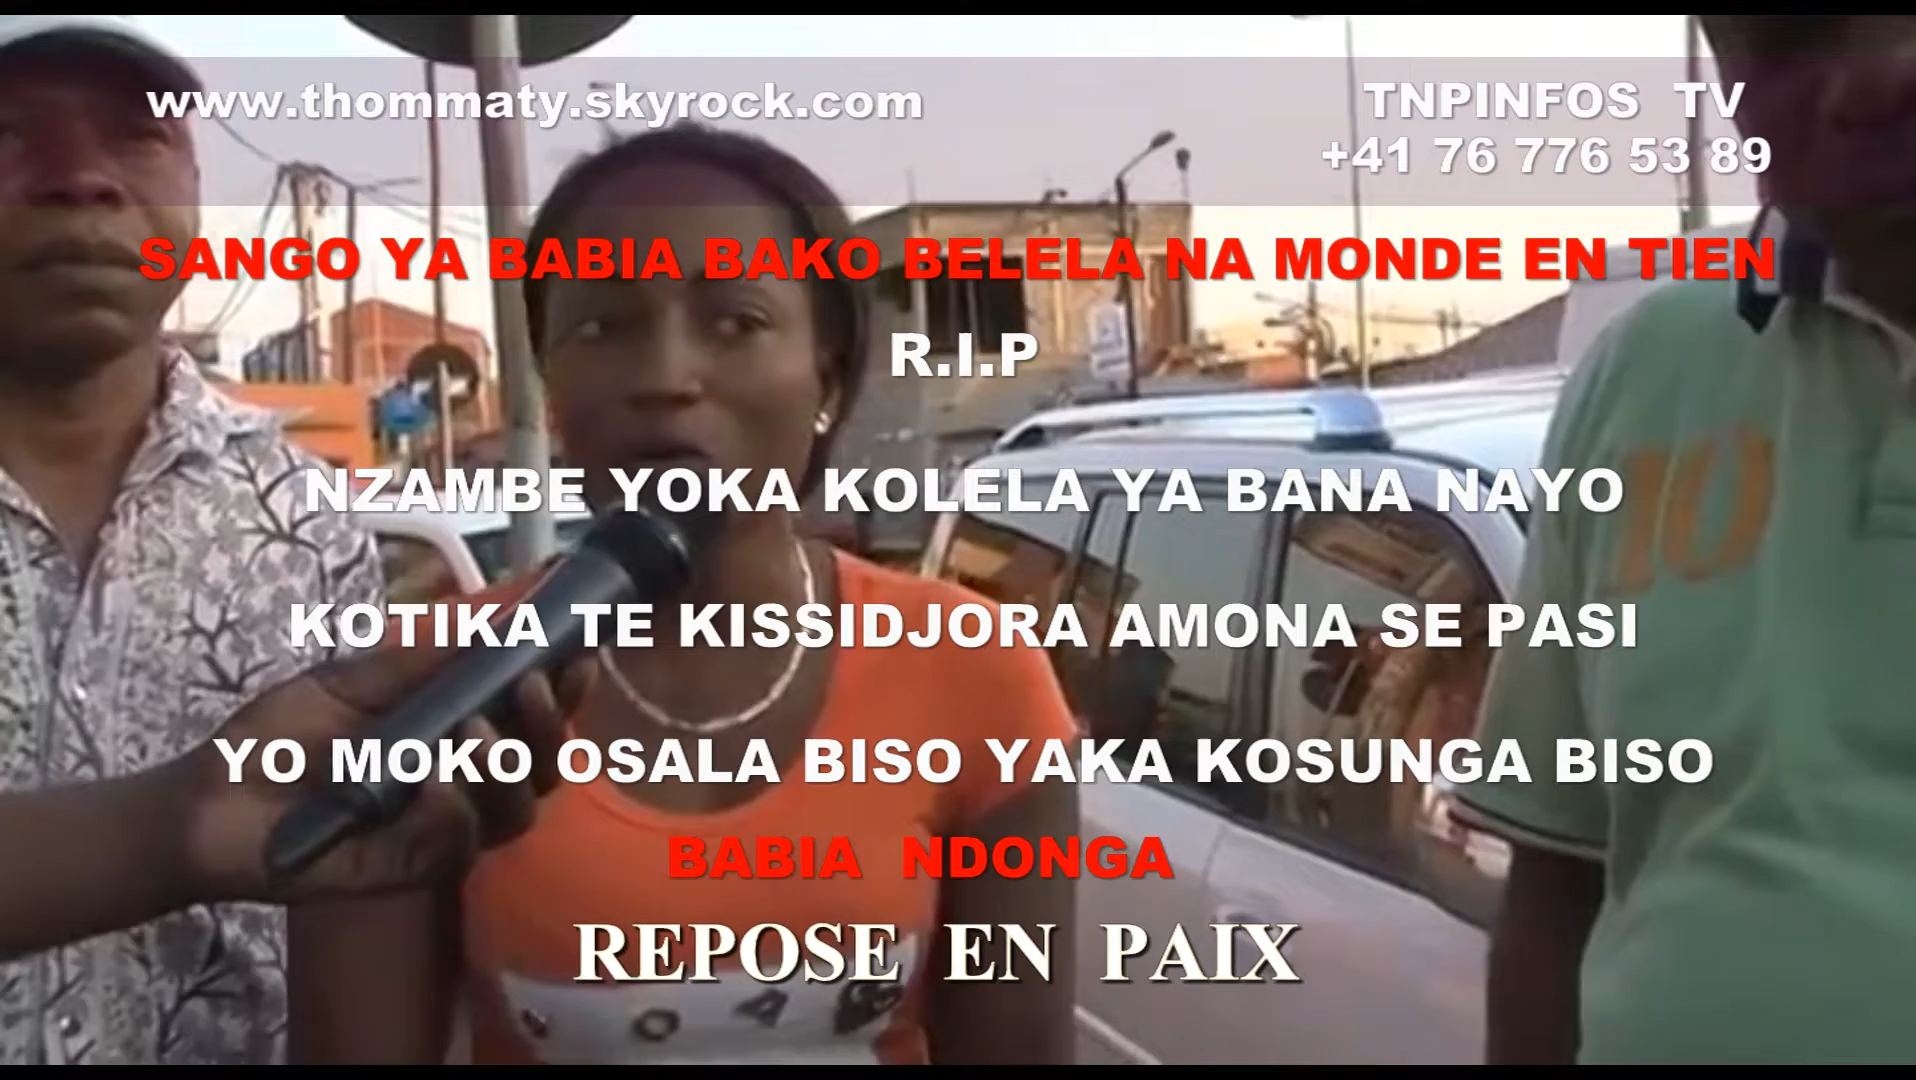 www.thommaty.skyrock.com
TNPINFOS TV
+41 76 776 53 89
SANGO YA BABIA BAKO BELELA NA MONDE EN TIEN
R.I.P
NZAMBE YOKA KOLELA YA BANA NAYO
KOTIKA TE KISSIDJORA AMONA SE PASI
YO MOKO OSALA BISO YAKA KOSUNGA BISO
BABIA NDONGA
REPOSE EN PAIX
10